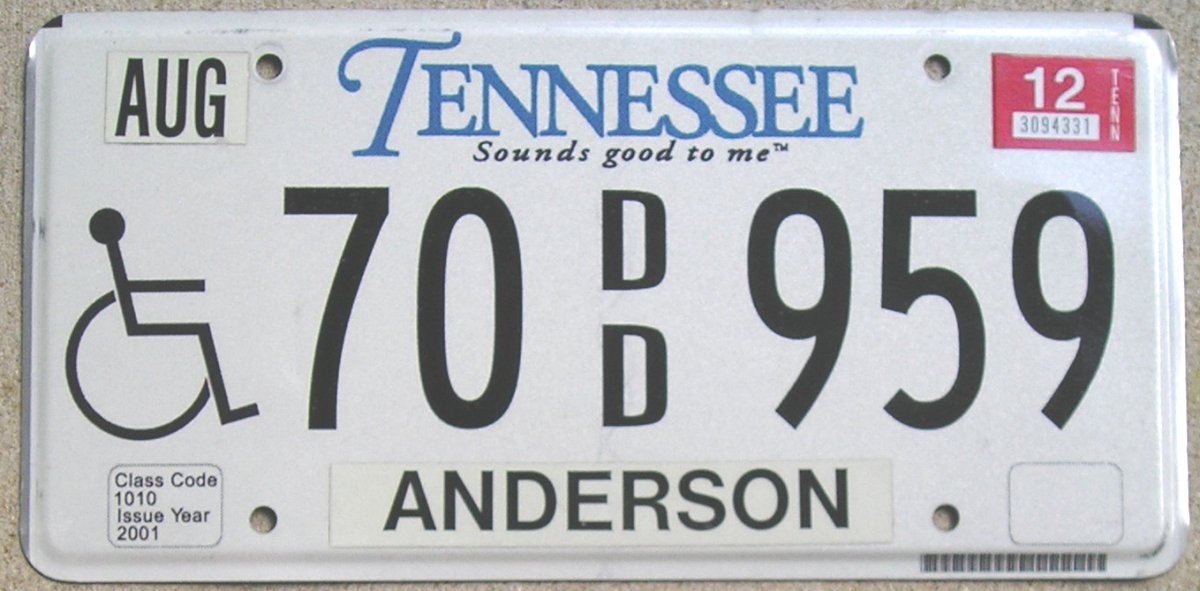 AUG
TENNESSEE
12
TENN
3094331
Sounds good to me™
70 DD 959
Class Code
1010
Issue Year
2001
ANDERSON